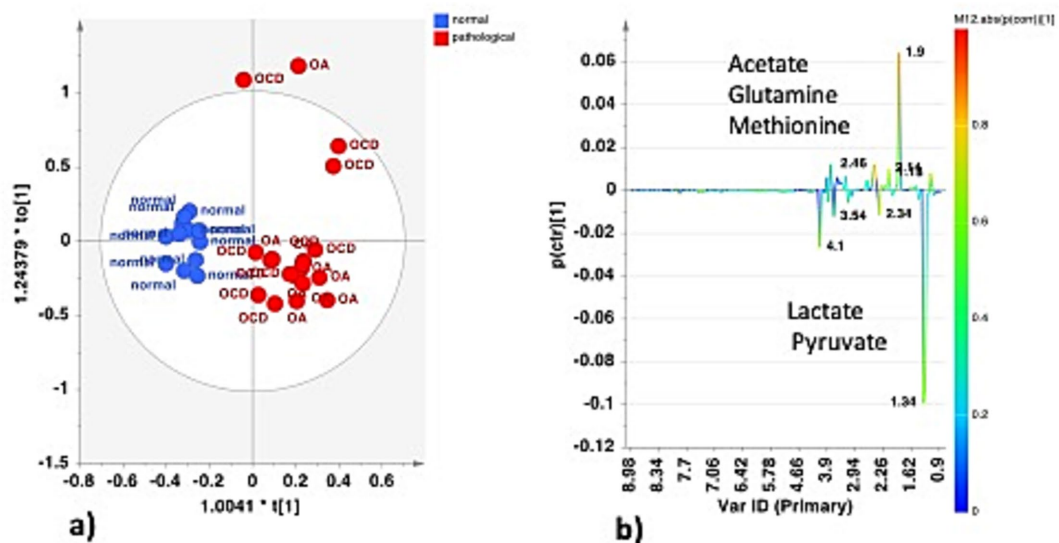 normal
pathological
OCD
OA
OCD
OCD
normal
normal
normal
normal
normal
normal
OA
OCD
OCD
OCD
normal
normal
normal
OCD
OA
normal
OCD
OA
OA
OCD
OA
1
0.5
0
-0.5
-1
-1.5
1.24379 * to[1]
-0.8 -0.6 -0.4 -0.2 0 0.2 0.4 0.6
1.0041 * t[1]
a)
M12.abs(p(corr))[1]
0.06
0.04
0.02
0
-0.02
-0.04
-0.06
-0.08
-0.1
-0.12
p(ctr)[1]
1.9
Acetate
Glutamine
Methionine
2.46
3.54
2.34
4.1
Lactate
Pyruvate
1.34
8.98 8.34 7.7 7.06 6.42 5.78 4.66 3.9 2.94 2.26 1.62 0.9
Var ID (Primary)
b)
0.8
0.6
0.4
0.2
0